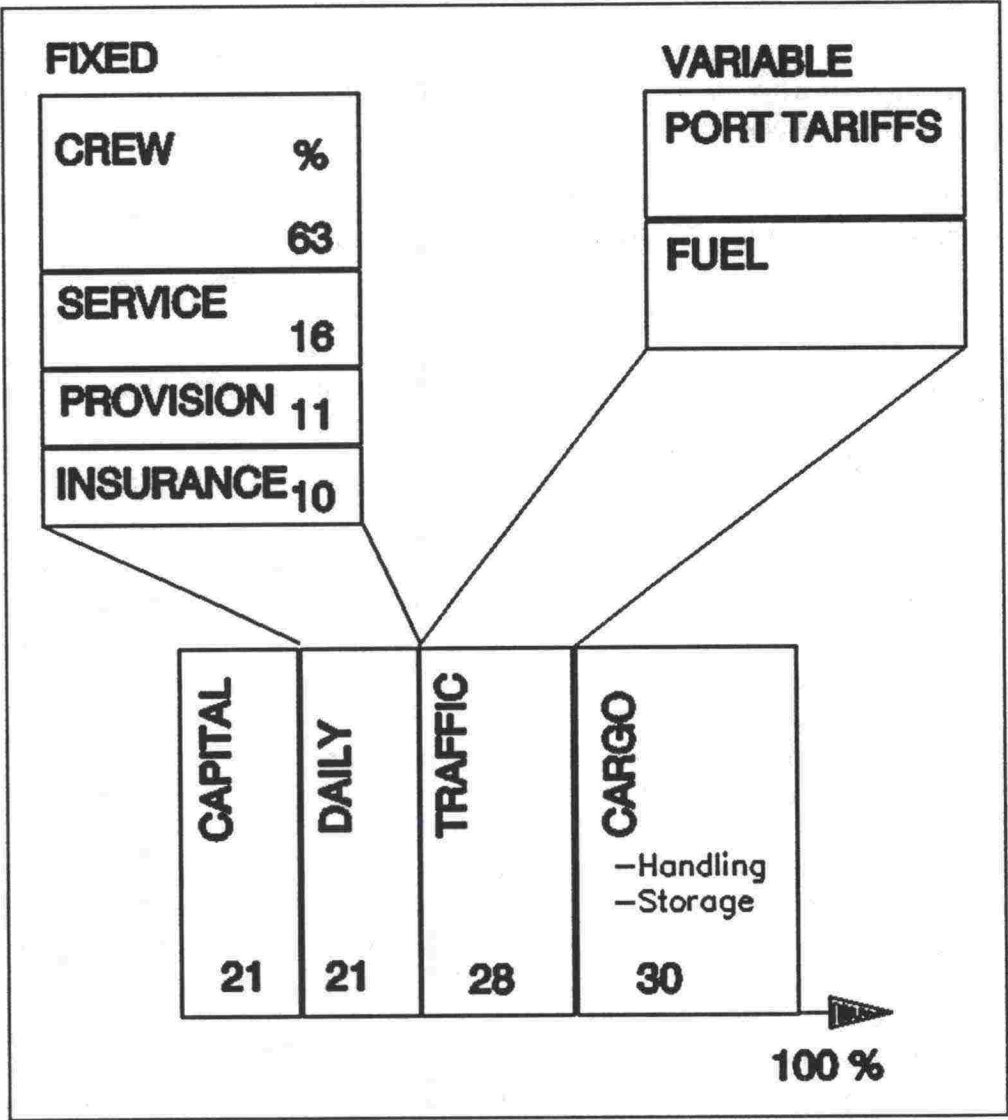 FIXED
CREW %
63
SERVICE
16
PROVISION 11
INSURANCE 10
VARIABLE
PORT TARIFFS
FUEL
CAPITAL
21
DAILY
21
TRAFFIC
28
CARGO
-Handling
-Storage
30
100 %